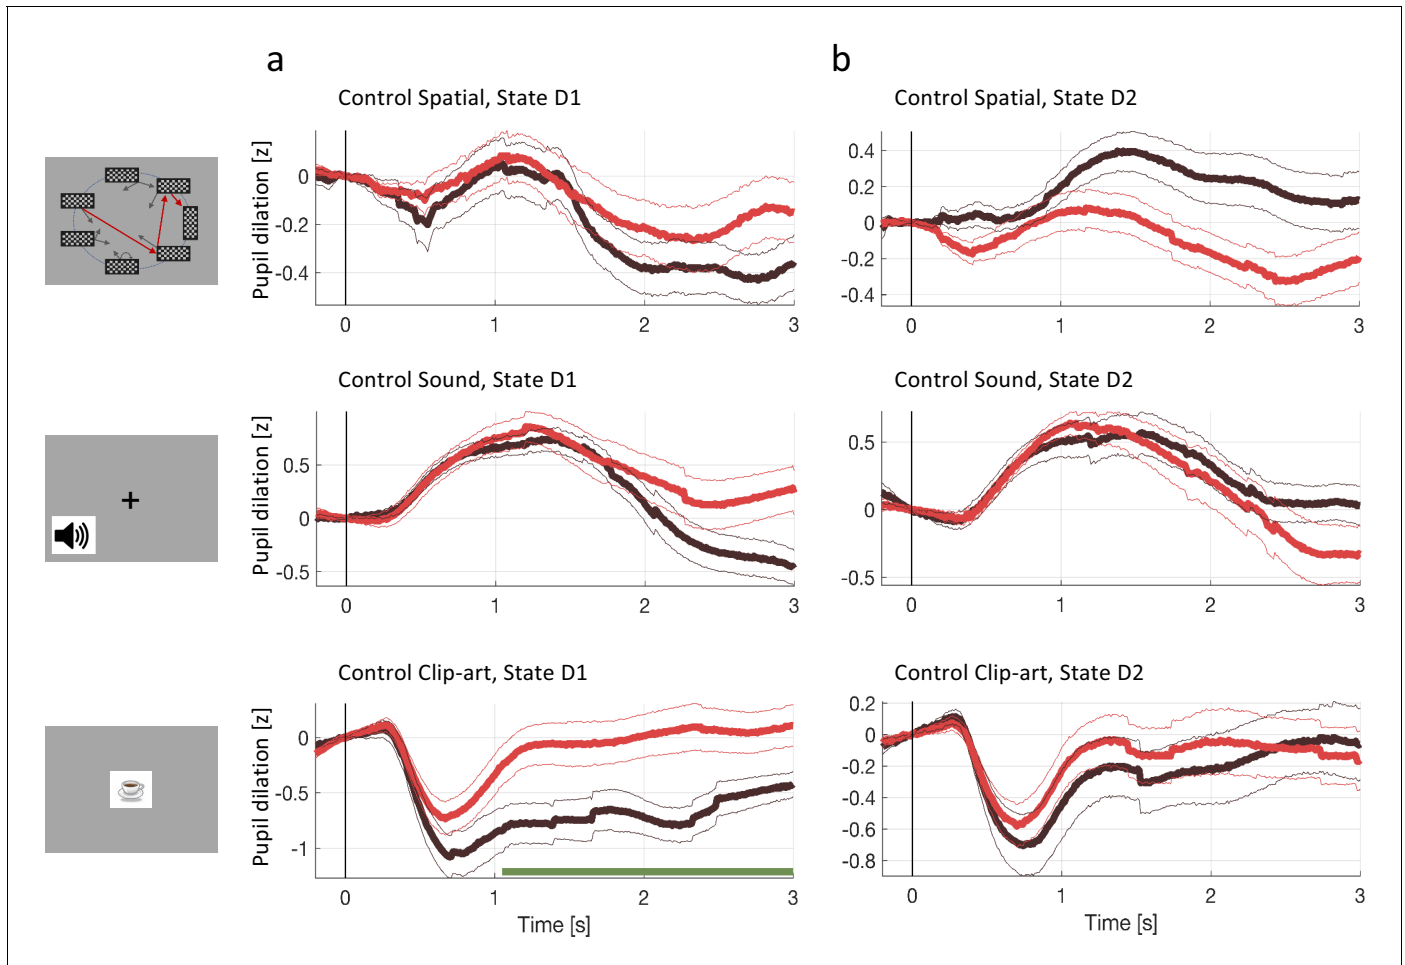 a
b
Control Spatial, State D1
Control Spatial, State D2
Pupil dilation [z]
0
-0.2
-0.4
0 1 2 3
0.4
0.2
0
-0.2
-0.4
0 1 2 3
Control Sound, State D1
Control Sound, State D2
Pupil dilation [z]
0.5
0
-0.5
0 1 2 3
0.5
0
-0.5
0 1 2 3
Control Clip-art, State D1
Control Clip-art, State D2
Pupil dilation [z]
0
-0.5
-1
0 1 2 3
Time [s]
0.2
0
-0.2
-0.4
-0.6
-0.8
0 1 2 3
Time [s]